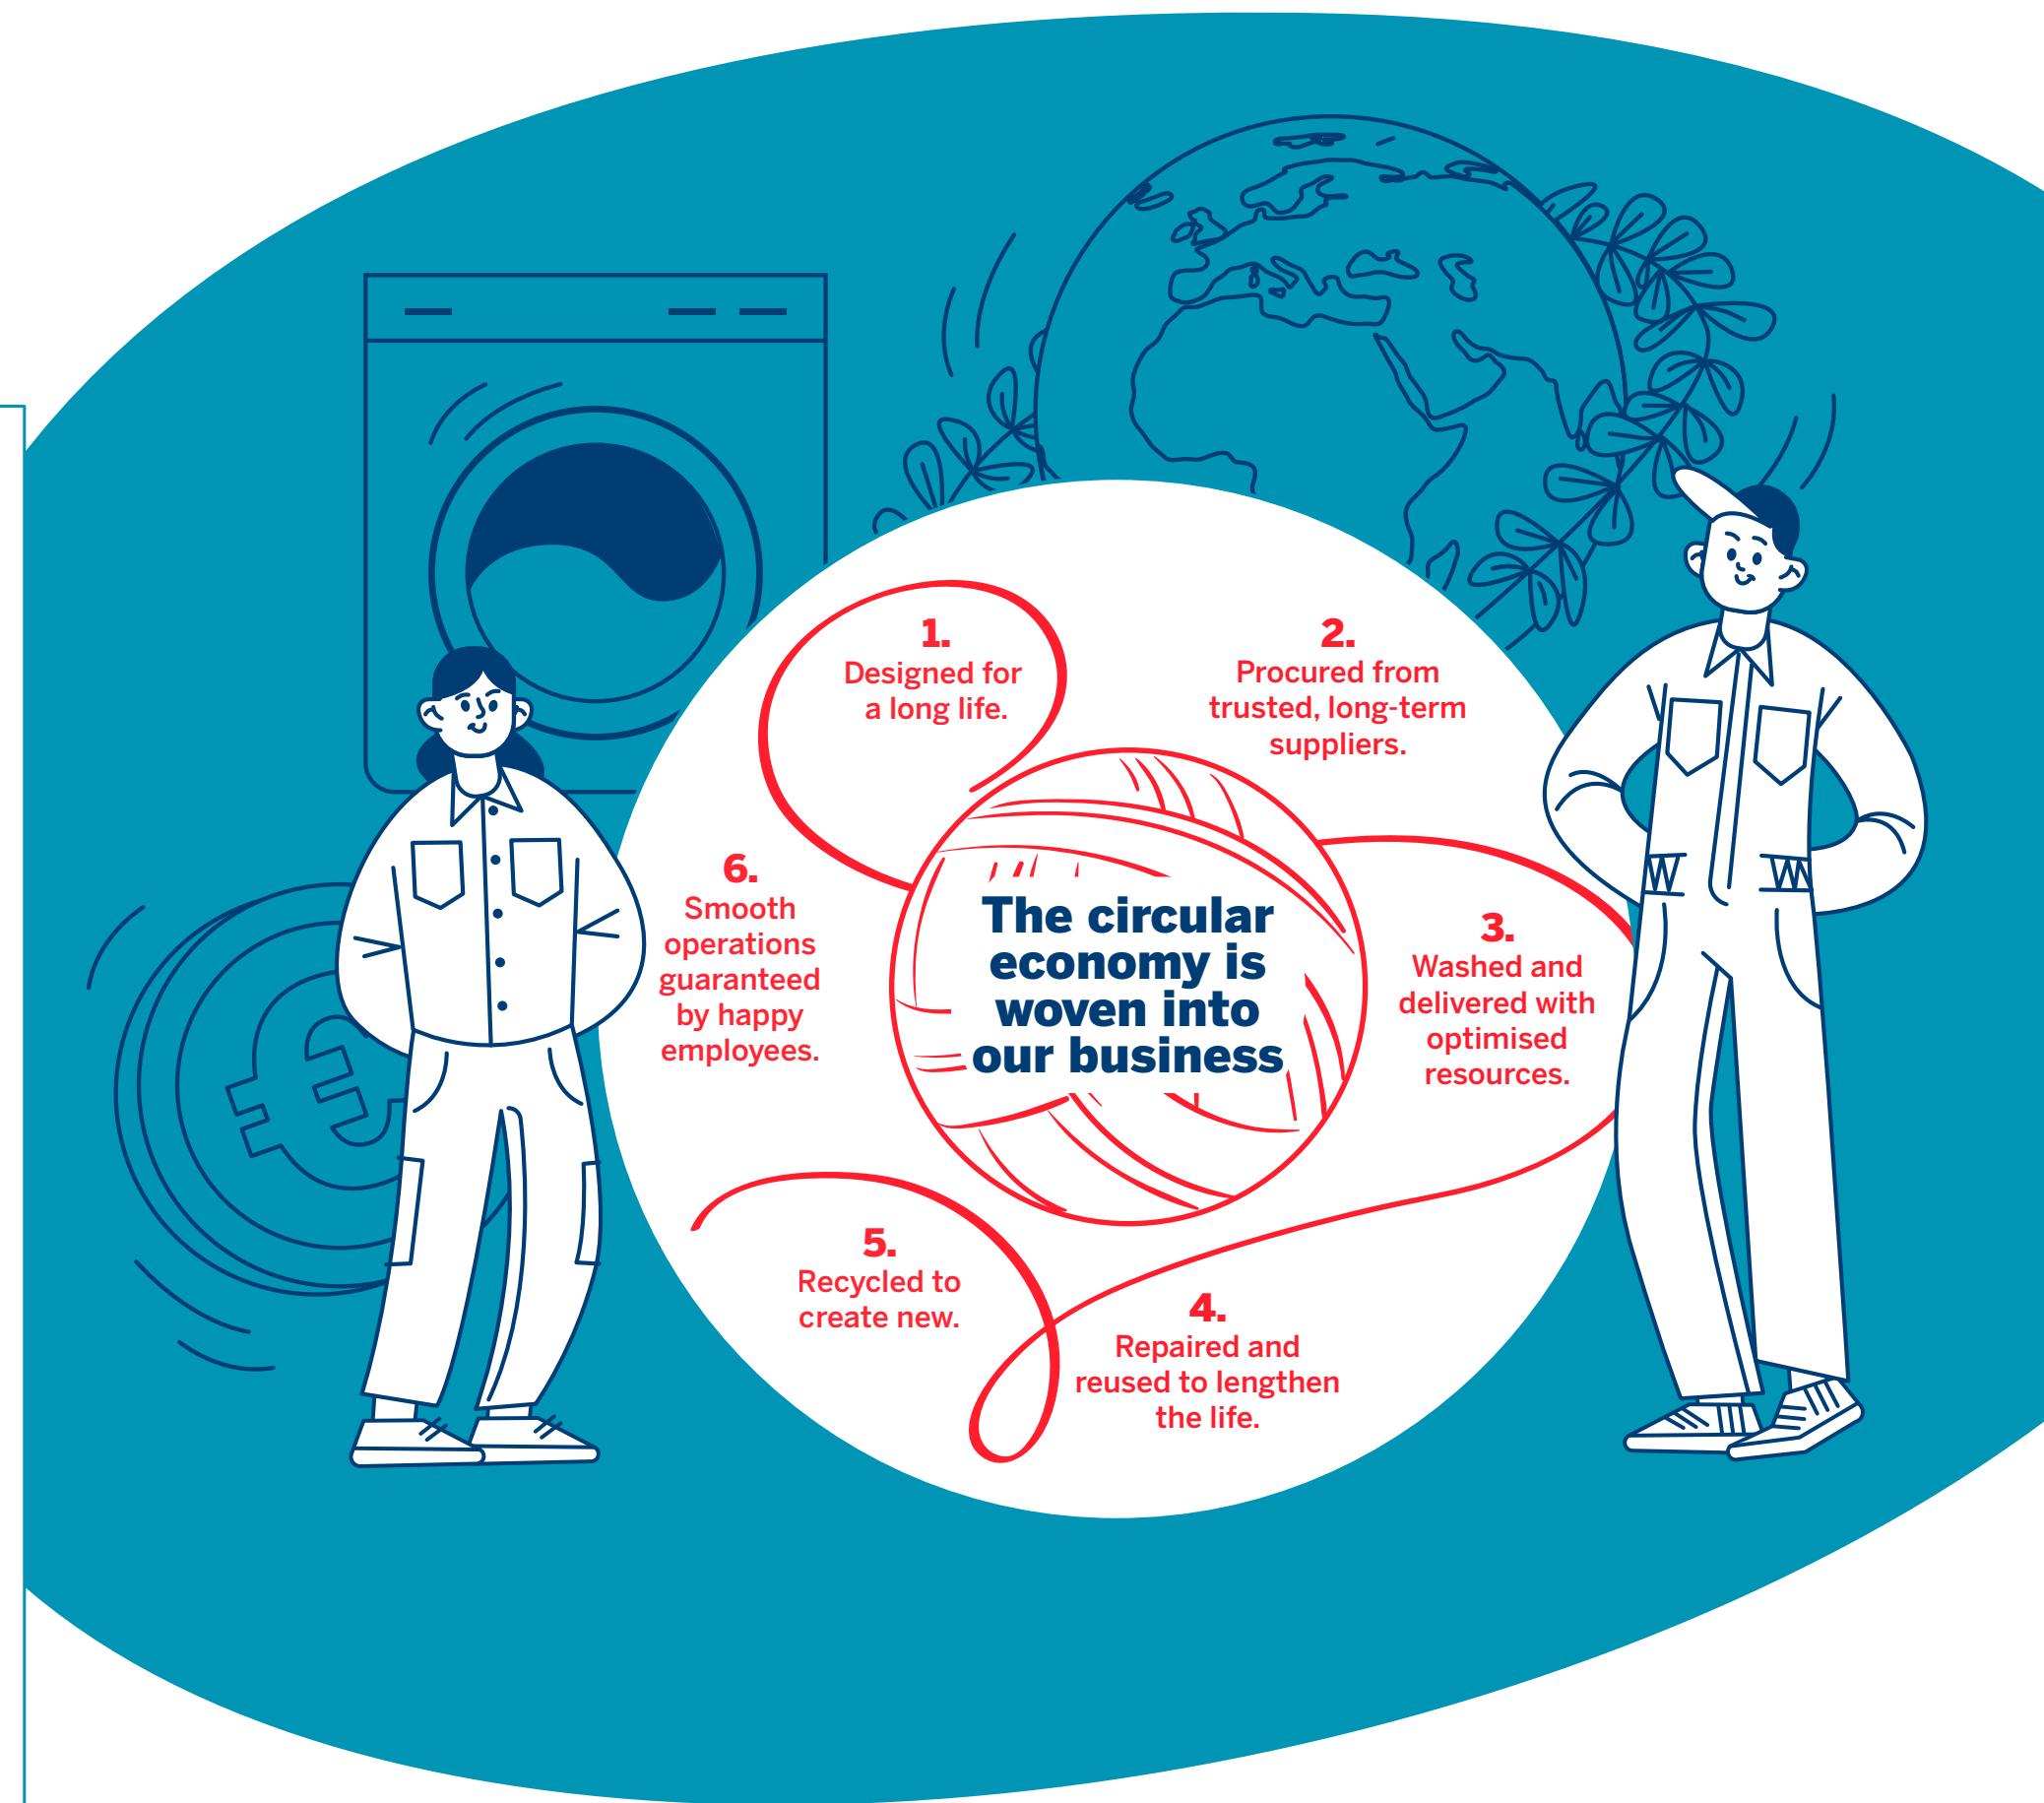 1.
Designed for
a long life.
2.
Procured from
trusted, long-term
suppliers.
3.
Washed and
delivered with
optimised
resources.
4.
Repaired and
reused to lengthen
the life.
5.
Recycled to
create new.
6.
Smooth
operations
guaranteed
by happy
employees.
The circular
economy is
woven into
our business